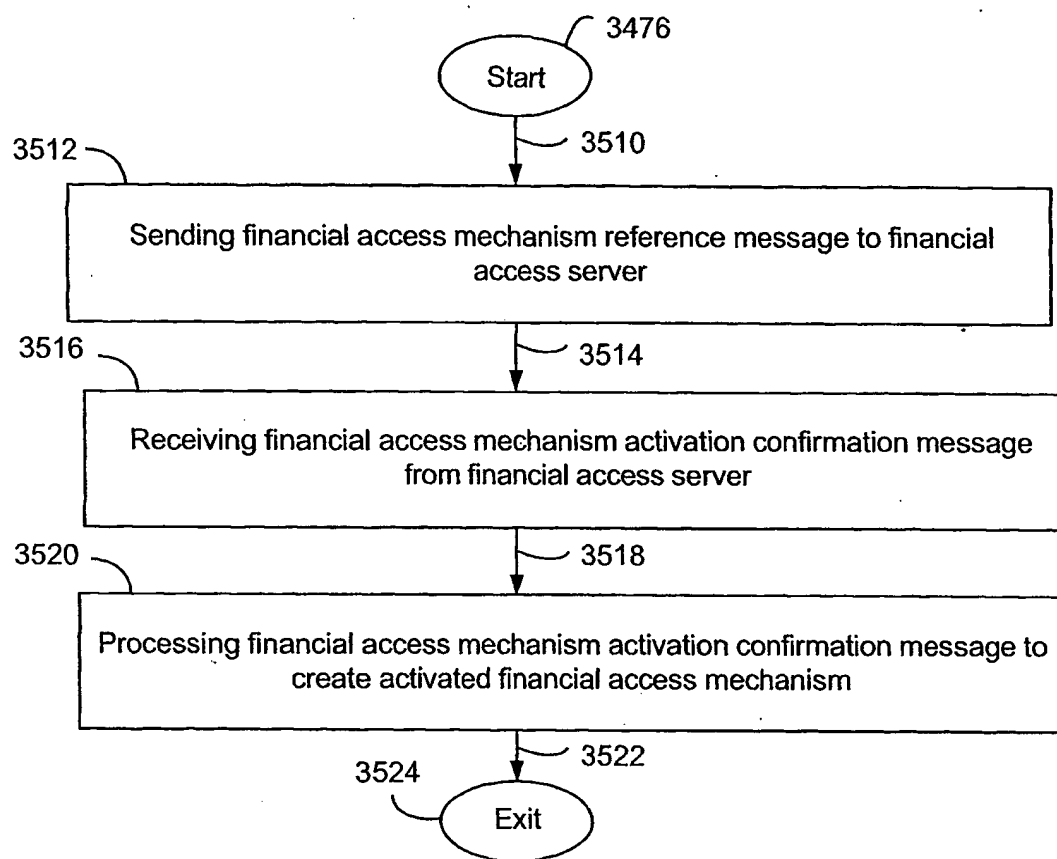 3476
Start
3510
3512
Sending financial access mechanism reference message to financial
access server
3514
3516
Receiving financial access mechanism activation confirmation message
from financial access server
3518
3520
Processing financial access mechanism activation confirmation message to
create activated financial access mechanism
3522
3524
Exit